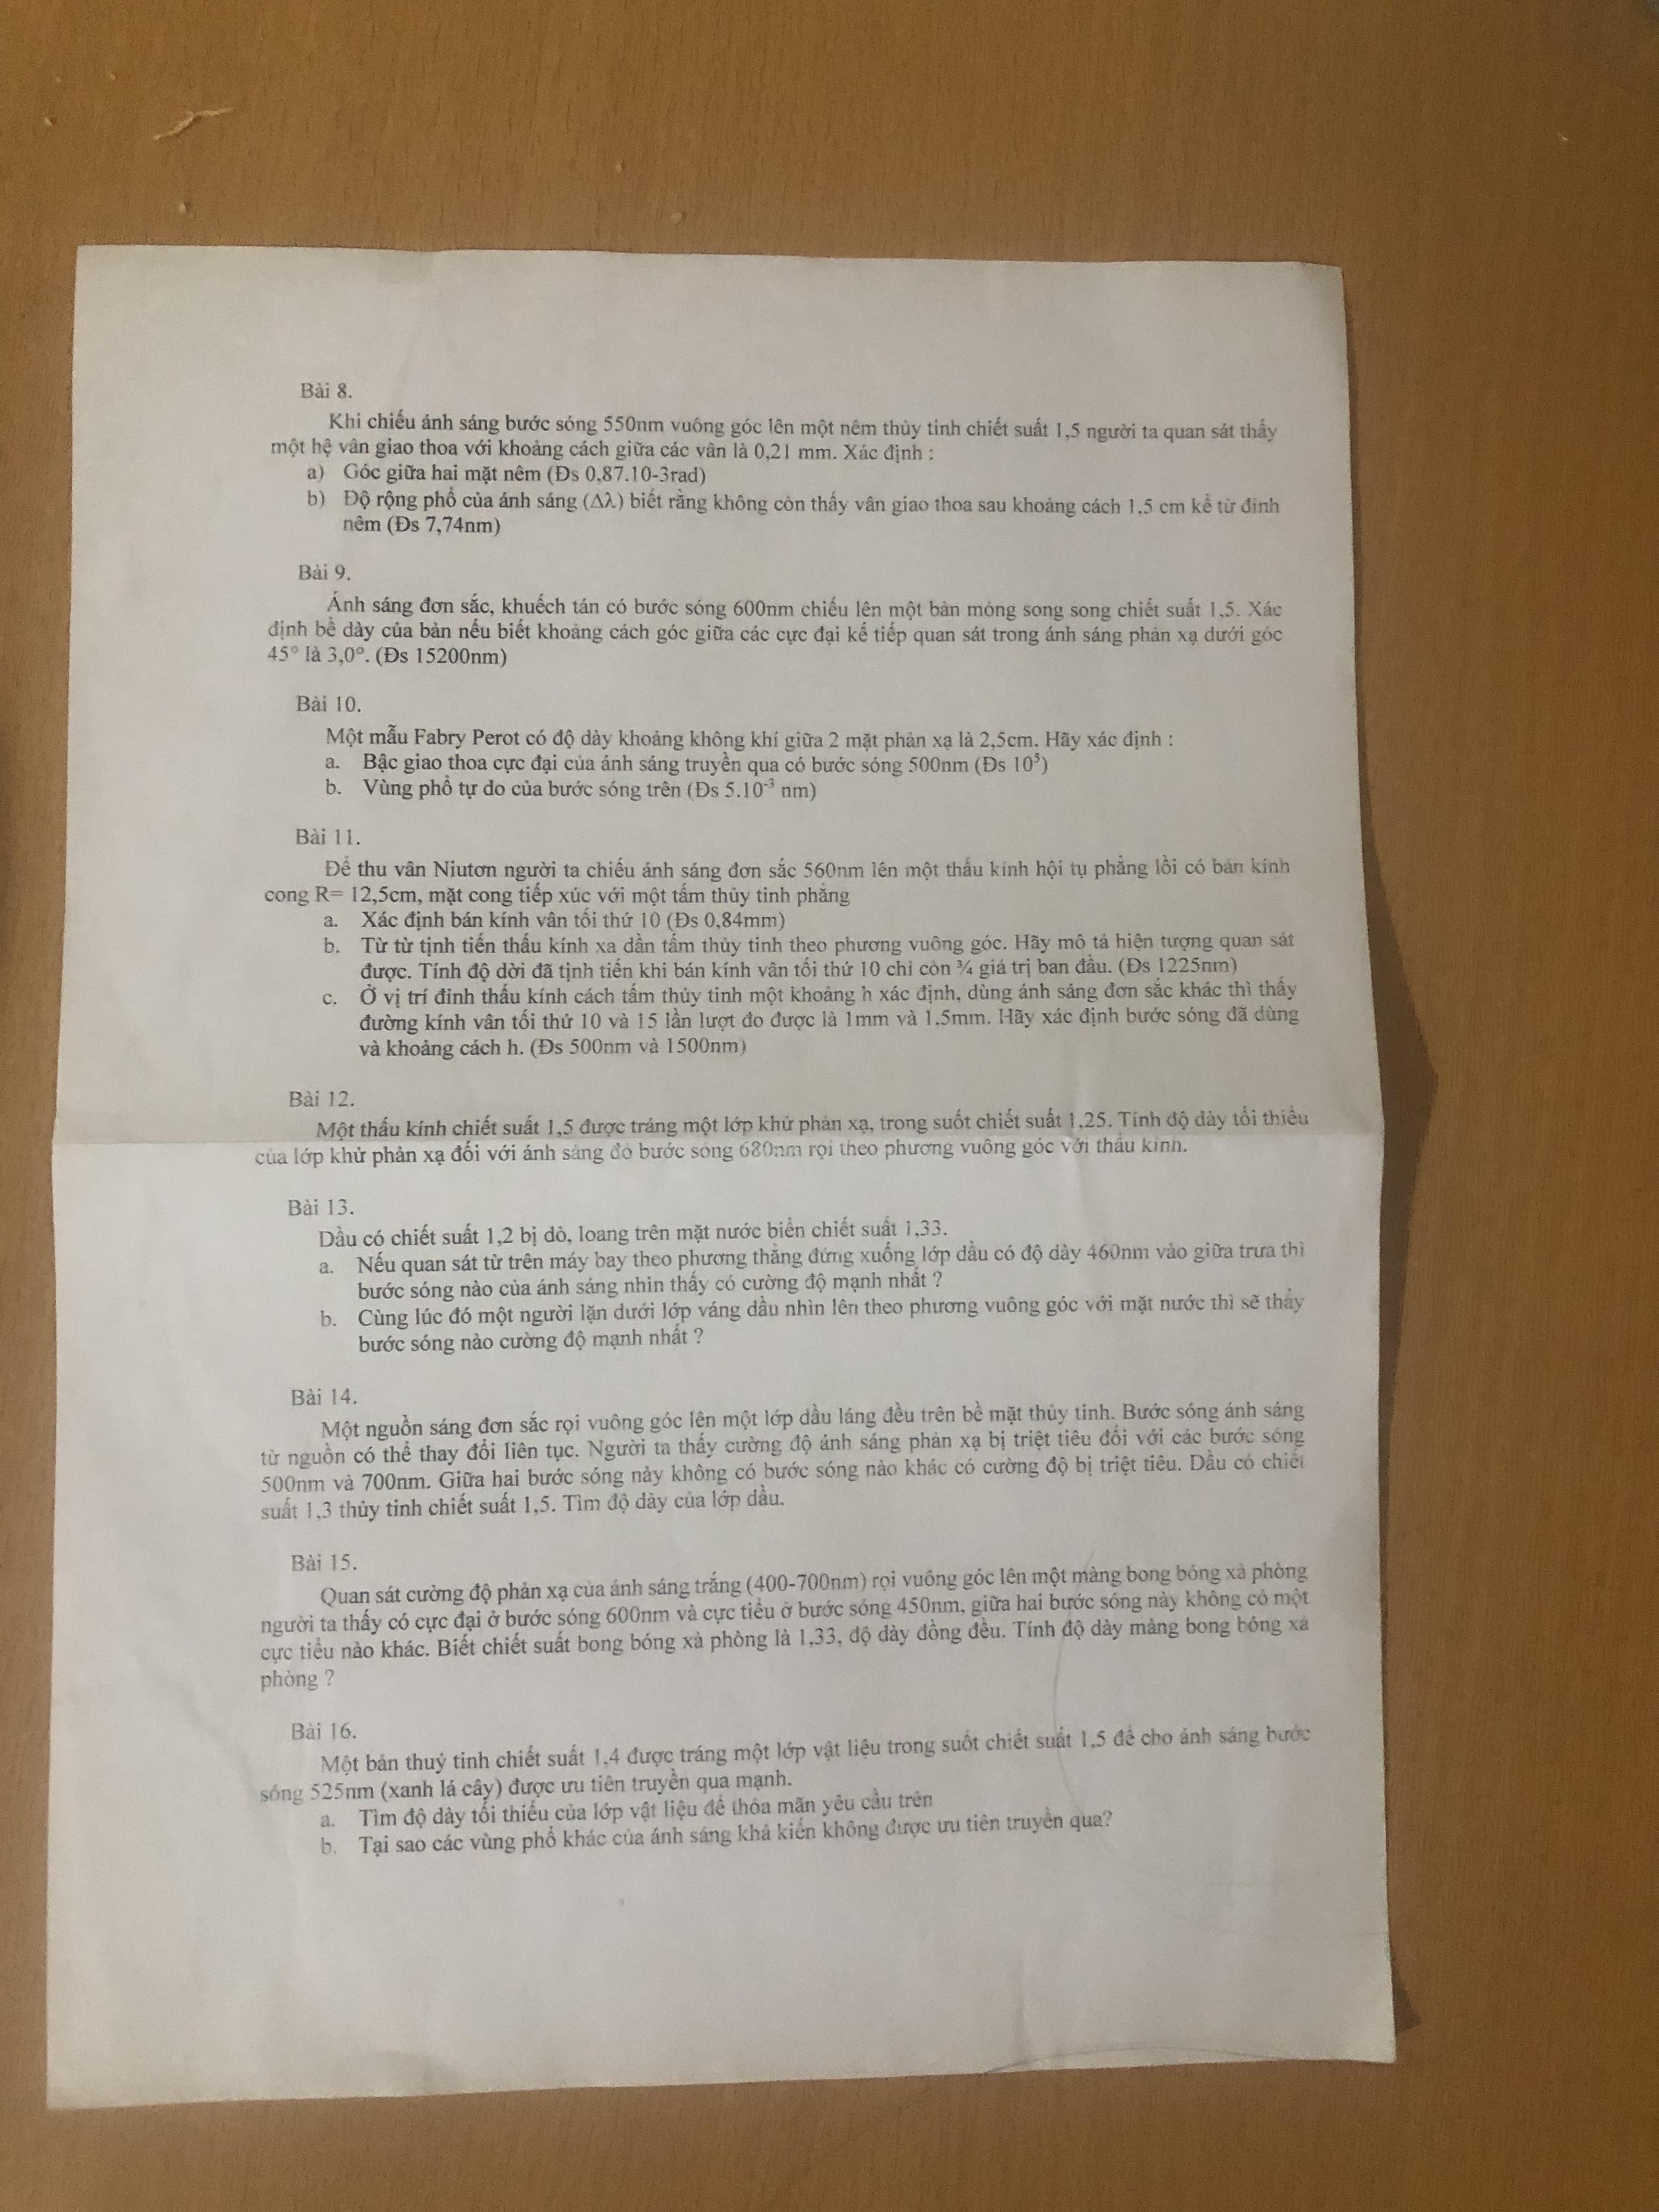 Bài 8.
Khi chiếu ánh sáng bước sóng 550nm vuông góc lên một nêm thủy tinh chiết suất 1,5 người ta quan sát thấy
một hệ vân giao thoa với khoảng cách giữa các vân là 0,21 mm. Xác định :
a) Góc giữa hai mặt nêm (Đs 0,87.10-3rad)
b) Độ rộng phổ của ánh sáng (Δλ) biết rằng không còn thấy vân giao thoa sau khoảng cách 1,5 cm kể từ đỉnh
nêm (Đs 7,74nm)
Bài 9.
Ánh sáng đơn sắc, khuếch tán có bước sóng 600nm chiếu lên một bản mỏng song song chiết suất 1,5. Xác
định bề dày của bản nếu biết khoảng cách góc giữa các cực đại kế tiếp quan sát trong ánh sáng phản xạ dưới góc
45° là 3,0°. (Đs 15200nm)
Bài 10.
Một mẫu Fabry Perot có độ dày khoảng không khí giữa 2 mặt phản xạ là 2,5cm. Hãy xác định :
a. Bậc giao thoa cực đại của ánh sáng truyền qua có bước sóng 500nm (Đs 10⁵)
b. Vùng phổ tự do của bước sóng trên (Đs 5.10⁻³ nm)
Bài 11.
Để thu vân Niutơn người ta chiếu ánh sáng đơn sắc 560nm lên một thấu kính hội tụ phẳng lồi có bán kính
cong R= 12,5cm, mặt cong tiếp xúc với một tấm thủy tinh phẳng
a. Xác định bán kính vân tối thứ 10 (Đs 0,84mm)
b. Từ từ tịnh tiến thấu kính xa dần tấm thủy tinh theo phương vuông góc. Hãy mô tả hiện tượng quan sát
được. Tính độ dời đã tịnh tiến khi bán kính vân tối thứ 10 chỉ còn ¾ giá trị ban đầu. (Đs 1225nm)
c. Ở vị trí đỉnh thấu kính cách tấm thủy tinh một khoảng h xác định, dùng ánh sáng đơn sắc khác thì thấy
đường kính vân tối thứ 10 và 15 lần lượt đo được là 1mm và 1.5mm. Hãy xác định bước sóng đã dùng
và khoảng cách h. (Đs 500nm và 1500nm)
Bài 12.
Một thấu kính chiết suất 1,5 được tráng một lớp khử phản xạ, trong suốt chiết suất 1,25. Tính độ dày tối thiểu
của lớp khử phản xạ đối với ánh sáng đỏ bước sóng 680nm rọi theo phương vuông góc với thấu kính.
Bài 13.
Dầu có chiết suất 1,2 bị dò, loang trên mặt nước biển chiết suất 1,33.
a. Nếu quan sát từ trên máy bay theo phương thẳng đứng xuống lớp dầu có độ dày 460nm vào giữa trưa thì
bước sóng nào của ánh sáng nhìn thấy có cường độ mạnh nhất ?
b. Cùng lúc đó một người lặn dưới lớp váng dầu nhìn lên theo phương vuông góc với mặt nước thì sẽ thấy
bước sóng nào cường độ mạnh nhất ?
Bài 14.
Một nguồn sáng đơn sắc rọi vuông góc lên một lớp dầu láng đều trên bề mặt thủy tinh. Bước sóng ánh sáng
từ nguồn có thể thay đổi liên tục. Người ta thấy cường độ ánh sáng phản xạ bị triệt tiêu đối với các bước sóng
500nm và 700nm. Giữa hai bước sóng này không có bước sóng nào khác có cường độ bị triệt tiêu. Dầu có chiết
suất 1,3 thủy tinh chiết suất 1,5. Tìm độ dày của lớp dầu.
Bài 15.
Quan sát cường độ phản xạ của ánh sáng trắng (400-700nm) rọi vuông góc lên một màng bong bóng xà phòng
người ta thấy có cực đại ở bước sóng 600nm và cực tiểu ở bước sóng 450nm, giữa hai bước sóng này không có một
cực tiểu nào khác. Biết chiết suất bong bóng xà phòng là 1,33, độ dày đồng đều. Tính độ dày màng bong bóng xà
phòng ?
Bài 16.
Một bản thuỷ tinh chiết suất 1,4 được tráng một lớp vật liệu trong suốt chiết suất 1,5 để cho ánh sáng bước
sóng 525nm (xanh lá cây) được ưu tiên truyền qua mạnh.
a. Tìm độ dày tối thiểu của lớp vật liệu để thỏa mãn yêu cầu trên
b. Tại sao các vùng phổ khác của ánh sáng khả kiến không được ưu tiên truyền qua?